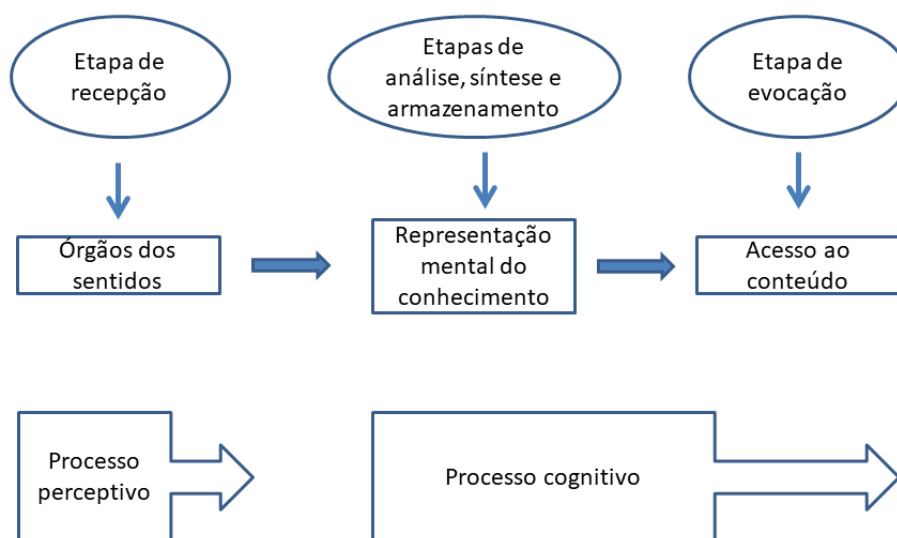 Etapa de
recepção
Etapas de
análise, síntese e
armazenamento
Etapa de
evocação
Órgãos dos
sentidos
Representação
mental do
conhecimento
Acesso ao
conteúdo
Processo
perceptivo
Processo cognitivo